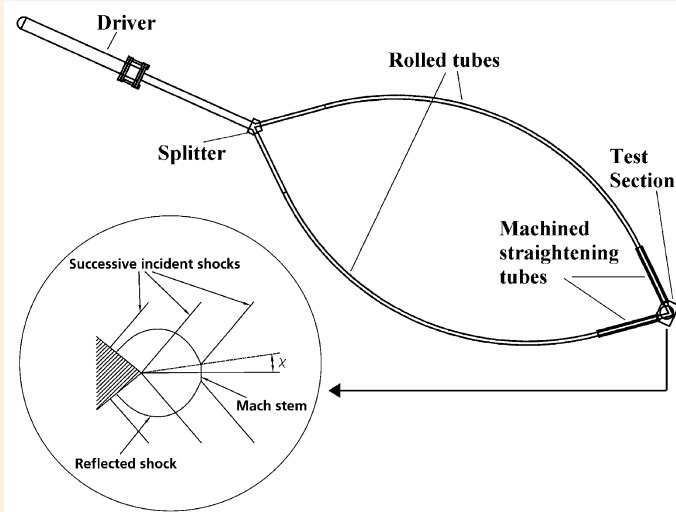 Driver
Rolled tubes
Splitter
Test
Section
Machined
straightening
tubes
Successive incident shocks
χ
Mach stem
Reflected shock